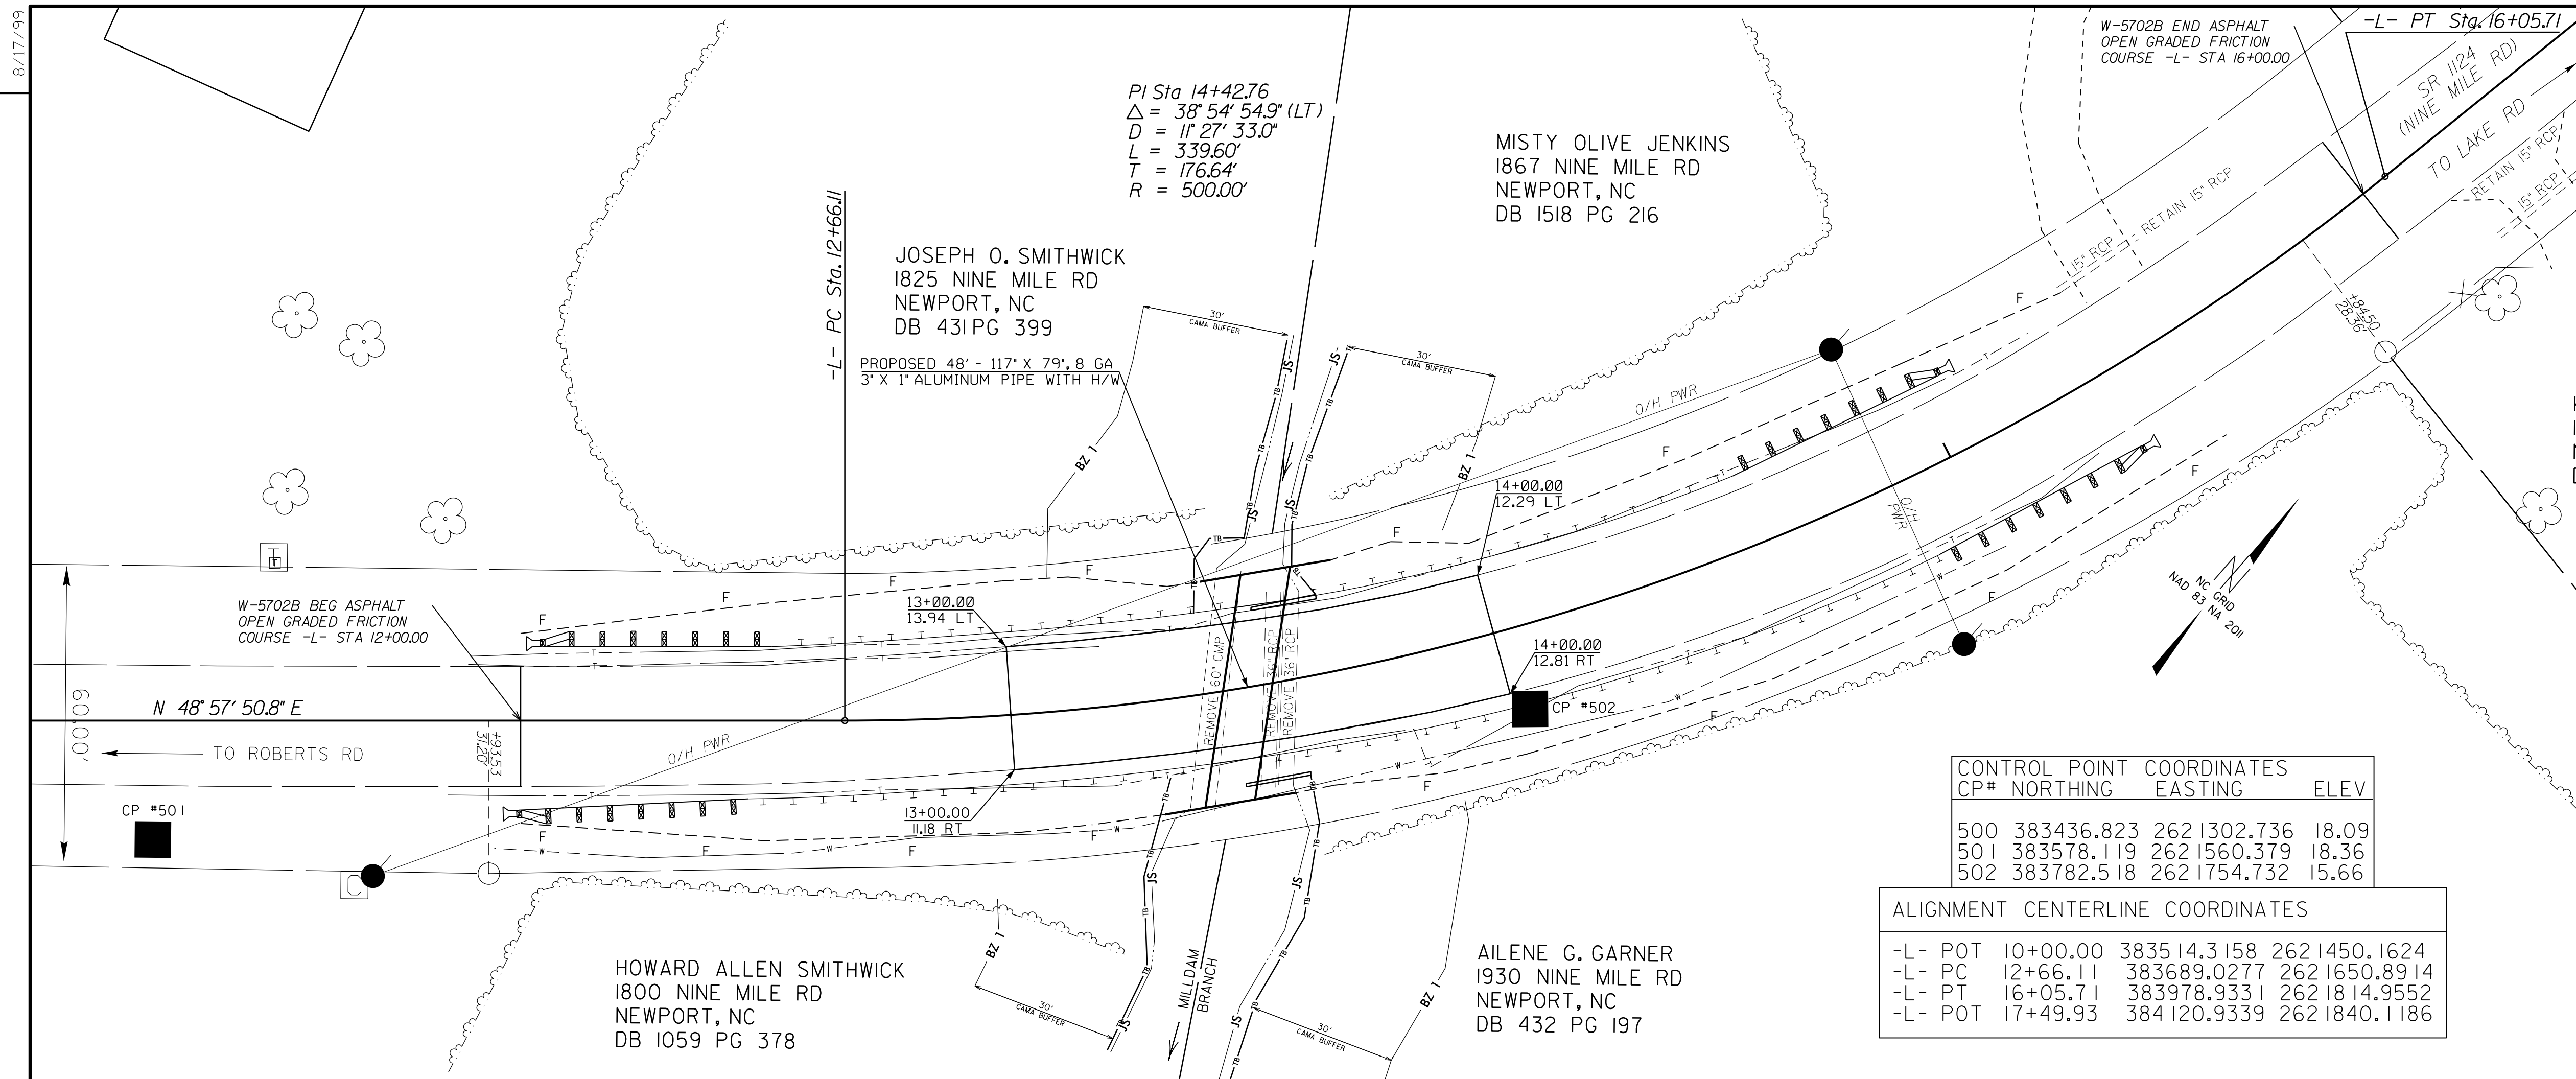 8/17/99
W-5702B END ASPHALT
OPEN GRADED FRICTION
COURSE -L- STA 16+00.00
-L- PT Sta. 16+05.71
SR 1124
(NINE MILE RD)
TO LAKE RD
RETAIN 15" RCP
15" RCP
15" RCP
RETAIN 15" RCP
PI Sta 14+42.76
△ = 38° 54' 54.9" (LT)
D = 11° 27' 33.0"
L = 339.60'
T = 176.64'
R = 500.00'
MISTY OLIVE JENKINS
1867 NINE MILE RD
NEWPORT, NC
DB 1518 PG 216
-L- PC Sta. 12+66.11
JOSEPH O. SMITHWICK
1825 NINE MILE RD
NEWPORT, NC
DB 431 PG 399
PROPOSED 48' - 117" X 79", 8 GA
3" X 1" ALUMINUM PIPE WITH H/W
30'
CAMA BUFFER
30'
CAMA BUFFER
BZ 1
BZ 1
JS
JS
JS
JS
TB
TB
TB
TB
TB
TB
O/H PWR
O/H
PWR
+84.50
28.36'
F
F
F
F
F
F
F
F
F
14+00.00
12.29 LT
13+00.00
13.94 LT
14+00.00
12.81 RT
13+00.00
11.18 RT
W-5702B BEG ASPHALT
OPEN GRADED FRICTION
COURSE -L- STA 12+00.00
REMOVE 60" CMP
REMOVE 36" RCP
REMOVE 36" RCP
NC GRID
NAD 83 NA 2011
CP #502
60.00'
N 48° 57' 50.8" E
TO ROBERTS RD
+93.53
31.20'
O/H PWR
CP #501
C
F
F
F
F
F
F
W
W
W
W
W
W
CONTROL POINT COORDINATES
CP# NORTHING EASTING ELEV
500 383436.823 2621302.736 18.09
501 383578.119 2621560.379 18.36
502 383782.518 2621754.732 15.66
ALIGNMENT CENTERLINE COORDINATES
-L- POT 10+00.00 383514.3158 2621450.1624
-L- PC 12+66.11 383689.0277 2621650.8914
-L- PT 16+05.71 383978.9331 2621814.9552
-L- POT 17+49.93 384120.9339 2621840.1186
HOWARD ALLEN SMITHWICK
1800 NINE MILE RD
NEWPORT, NC
DB 1059 PG 378
BZ 1
30'
CAMA BUFFER
JS
JS
MILLDAM
BRANCH
JS
JS
30'
CAMA BUFFER
BZ 1
AILENE G. GARNER
1930 NINE MILE RD
NEWPORT, NC
DB 432 PG 197